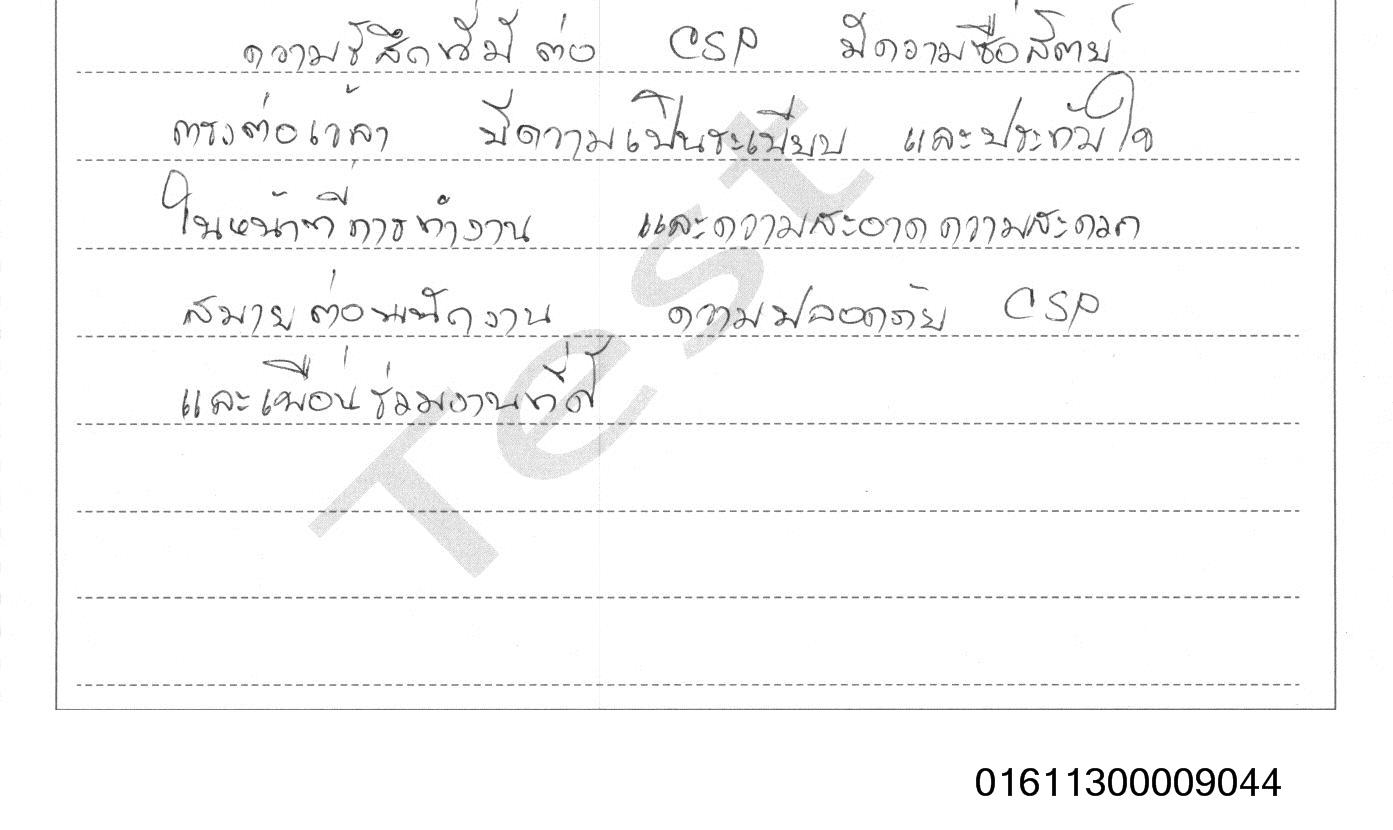 ความรู้สึกที่มีต่อ CSP มีความซื่อสัตย์
ตรงต่อเวลา มีความเป็นระเบียบ และประทับใจ
ในหน้าที่การทำงาน และความสะอาด ความสะดวก
สบายต่อพนักงาน ความปลอดภัย CSP
และเพื่อนร่วมงานที่ดี
Test
01611300009044